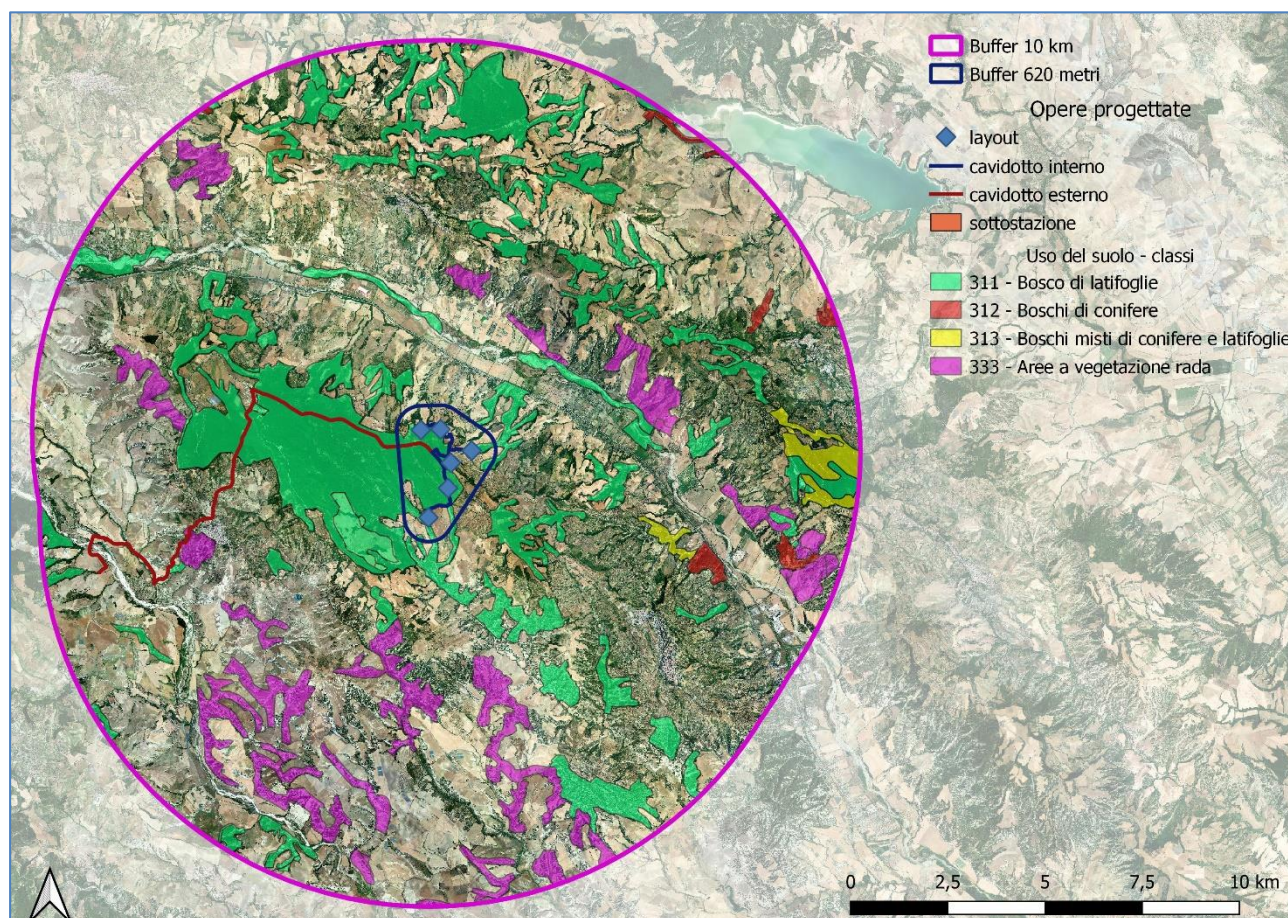 Buffer 10 km
Buffer 620 metri
Opere progettate
layout
cavidotto interno
cavidotto esterno
sottostazione
Uso del suolo - classi
311 - Bosco di latifoglie
312 - Boschi di conifere
313 - Boschi misti di conifere e latifoglie
333 - Aree a vegetazione rada
0 2,5 5 7,5 10 km